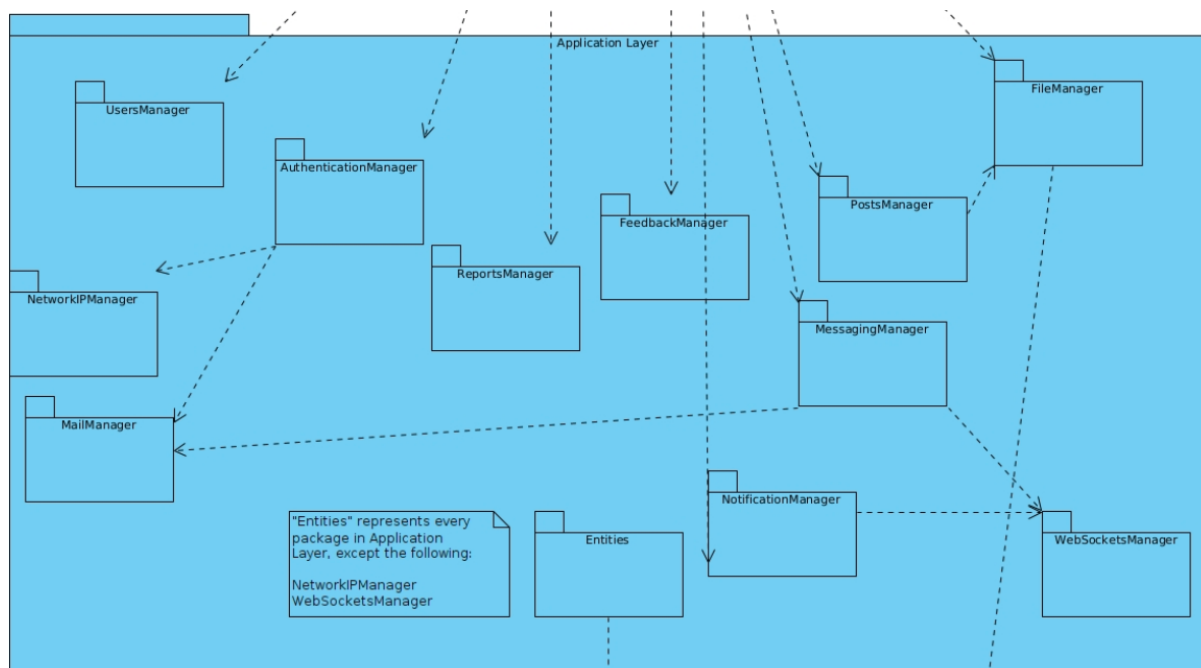 Application Layer
FileManager
UsersManager
AuthenticationManager
PostsManager
FeedbackManager
ReportsManager
NetworkIPManager
MessagingManager
MailManager
NotificationManager
"Entities" represents every
package in Application
Layer, except the following:
NetworkIPManager
WebSocketsManager
Entities
WebSocketsManager